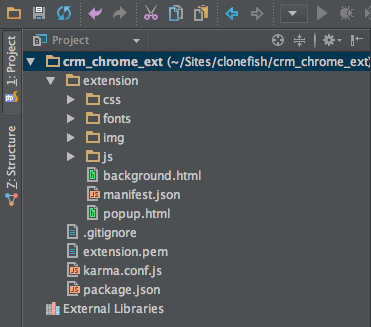 Project
1: Project
crm_chrome_ext (~/Sites/clonefish/crm_chrome_ext)
extension
css
fonts
img
js
background.html
manifest.json
popup.html
.gitignore
extension.pem
karma.conf.js
package.json
External Libraries
Z: Structure